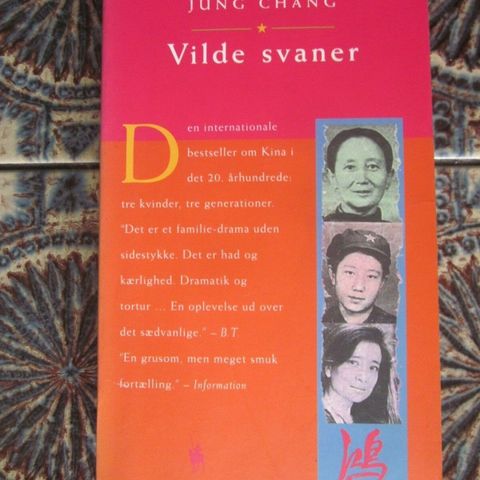 JUNG CHANG
Vilde svaner
Den internationale
bestseller om Kina i
det 20. århundrede:
tre kvinder, tre generationer.
"Det er et familie-drama uden
sidestykke. Det er had og
kærlighed. Dramatik og
tortur ... En oplevelse ud over
det sædvanlige." – B.T.
"En grusom, men meget smuk
fortælling." – Information
鴻